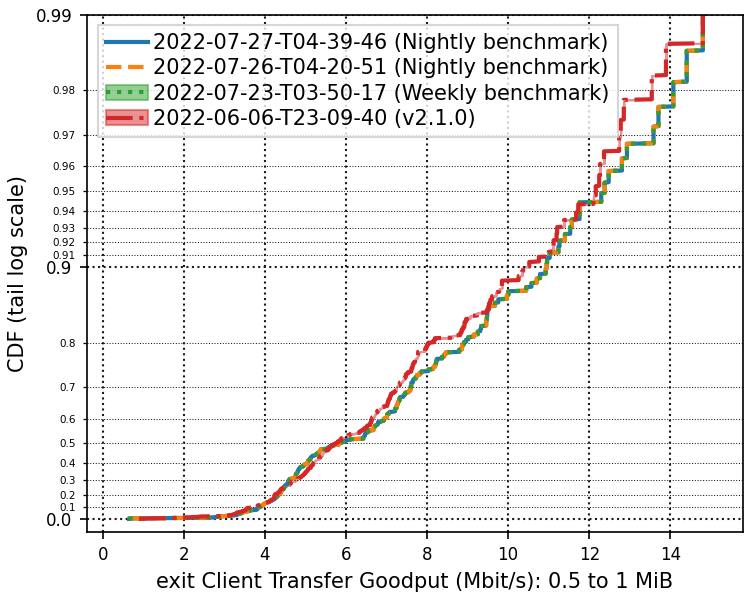 0.99
2022-07-27-T04-39-46 (Nightly benchmark)
2022-07-26-T04-20-51 (Nightly benchmark)
2022-07-23-T03-50-17 (Weekly benchmark)
2022-06-06-T23-09-40 (v2.1.0)
0.98
0.97
0.96
0.95
0.94
0.93
0.92
0.91
0.9
0.8
0.7
0.6
0.5
0.4
0.3
0.2
0.1
0.0
CDF (tail log scale)
0 2 4 6 8 10 12 14
exit Client Transfer Goodput (Mbit/s): 0.5 to 1 MiB